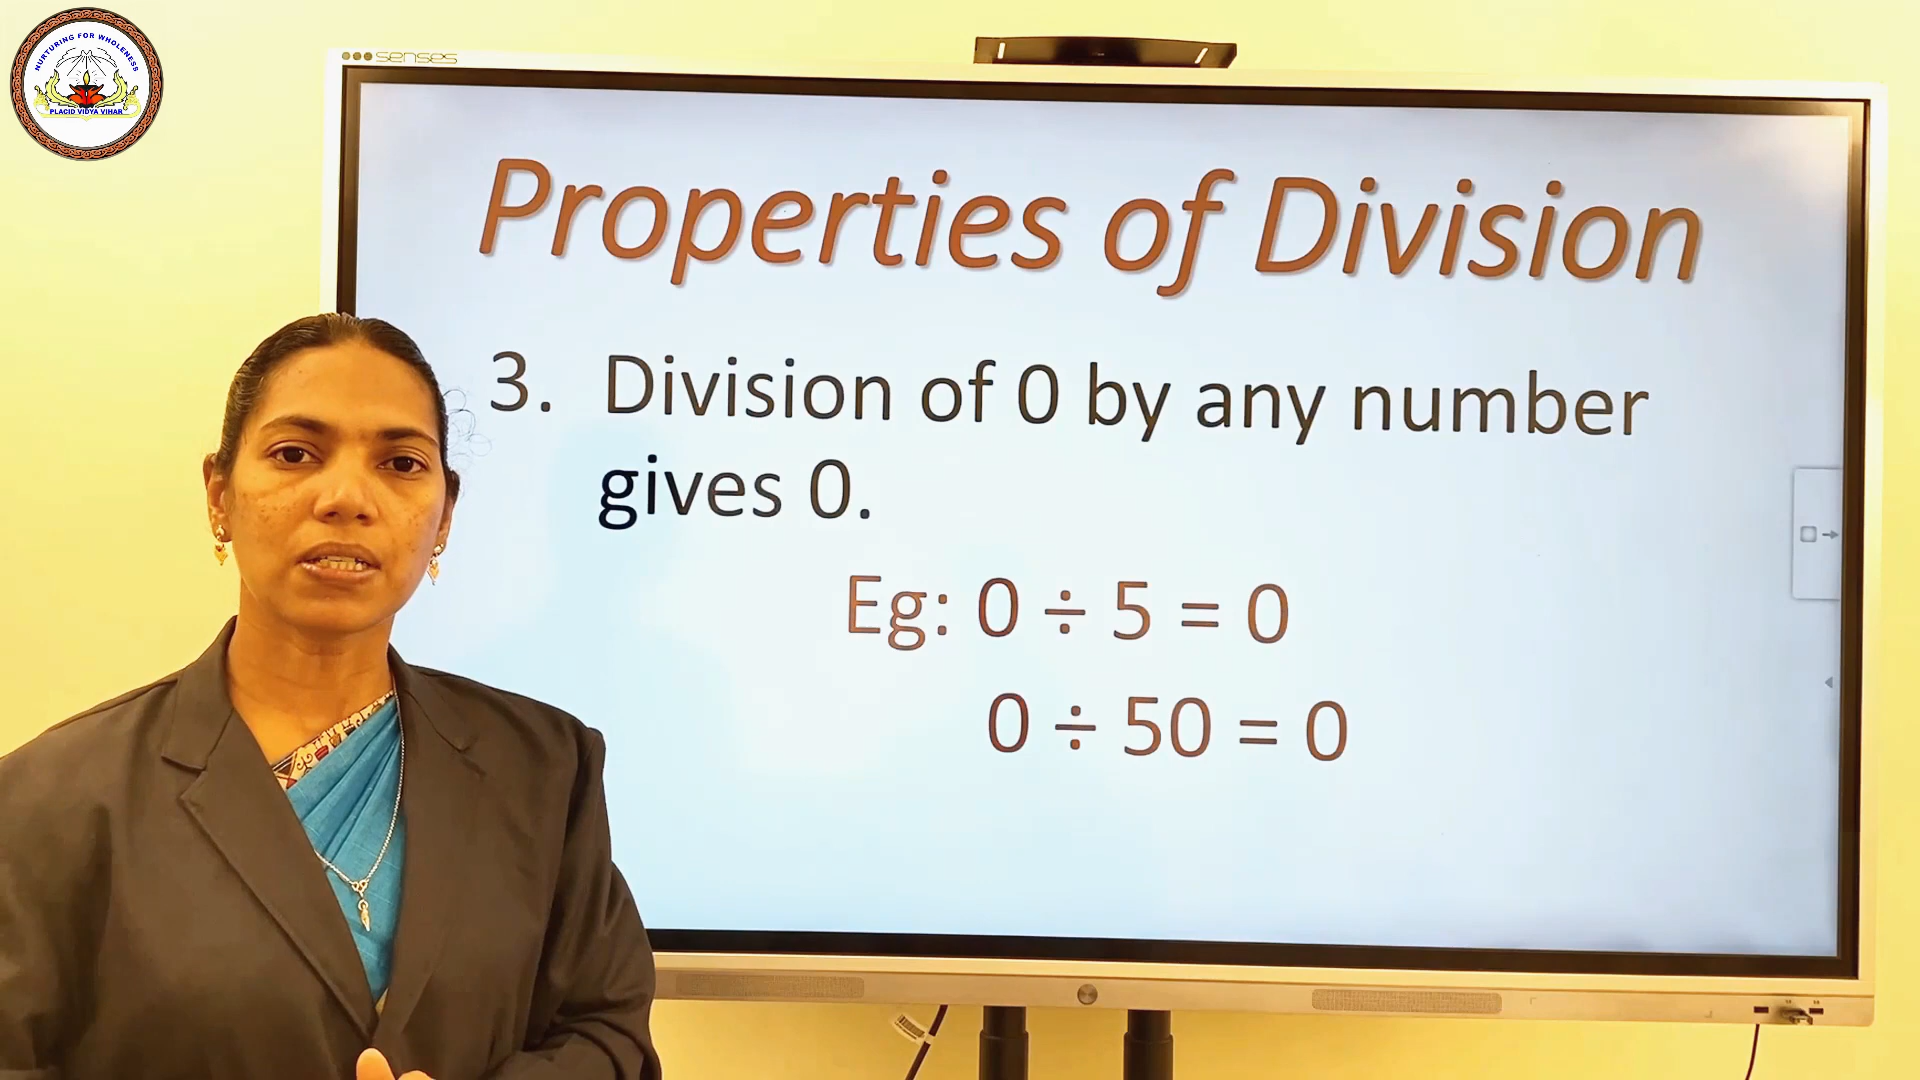 NURTURING FOR WHOLENESS
PLACID VIDYA VIHAR
senses
Properties of Division
3. Division of 0 by any number
gives 0.
Eg: 0 ÷ 5 = 0
0 ÷ 50 = 0